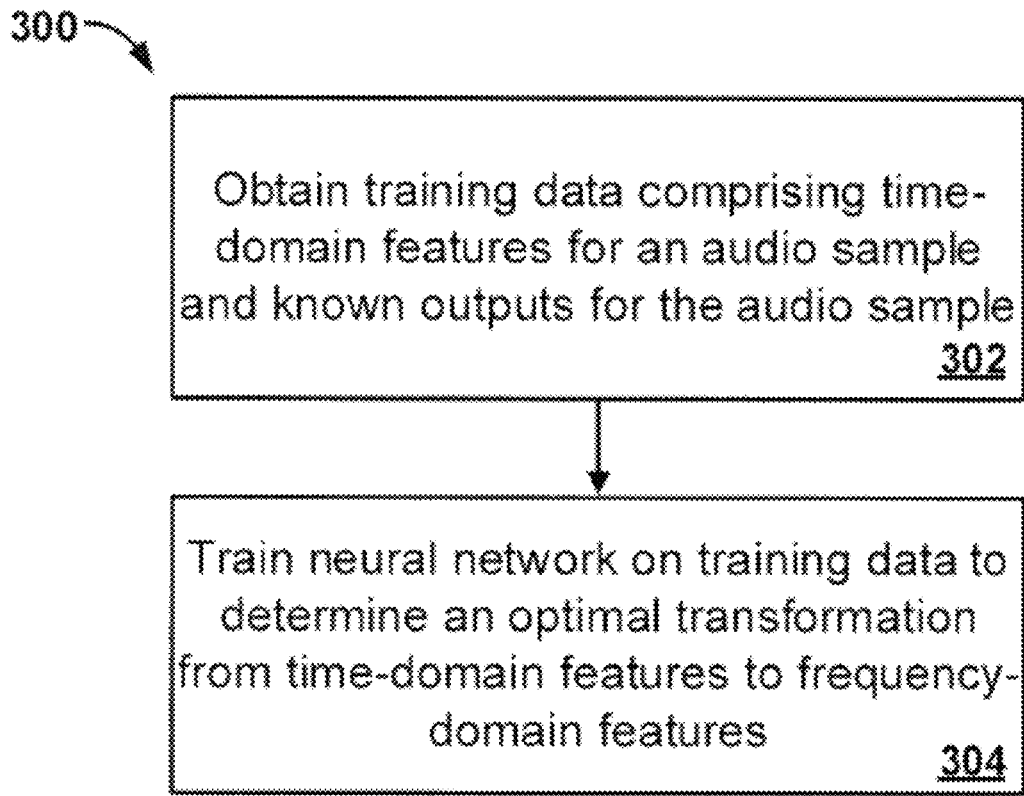 300
Obtain training data comprising time-
domain features for an audio sample
and known outputs for the audio sample
302
Train neural network on training data to
determine an optimal transformation
from time-domain features to frequency-
domain features
304